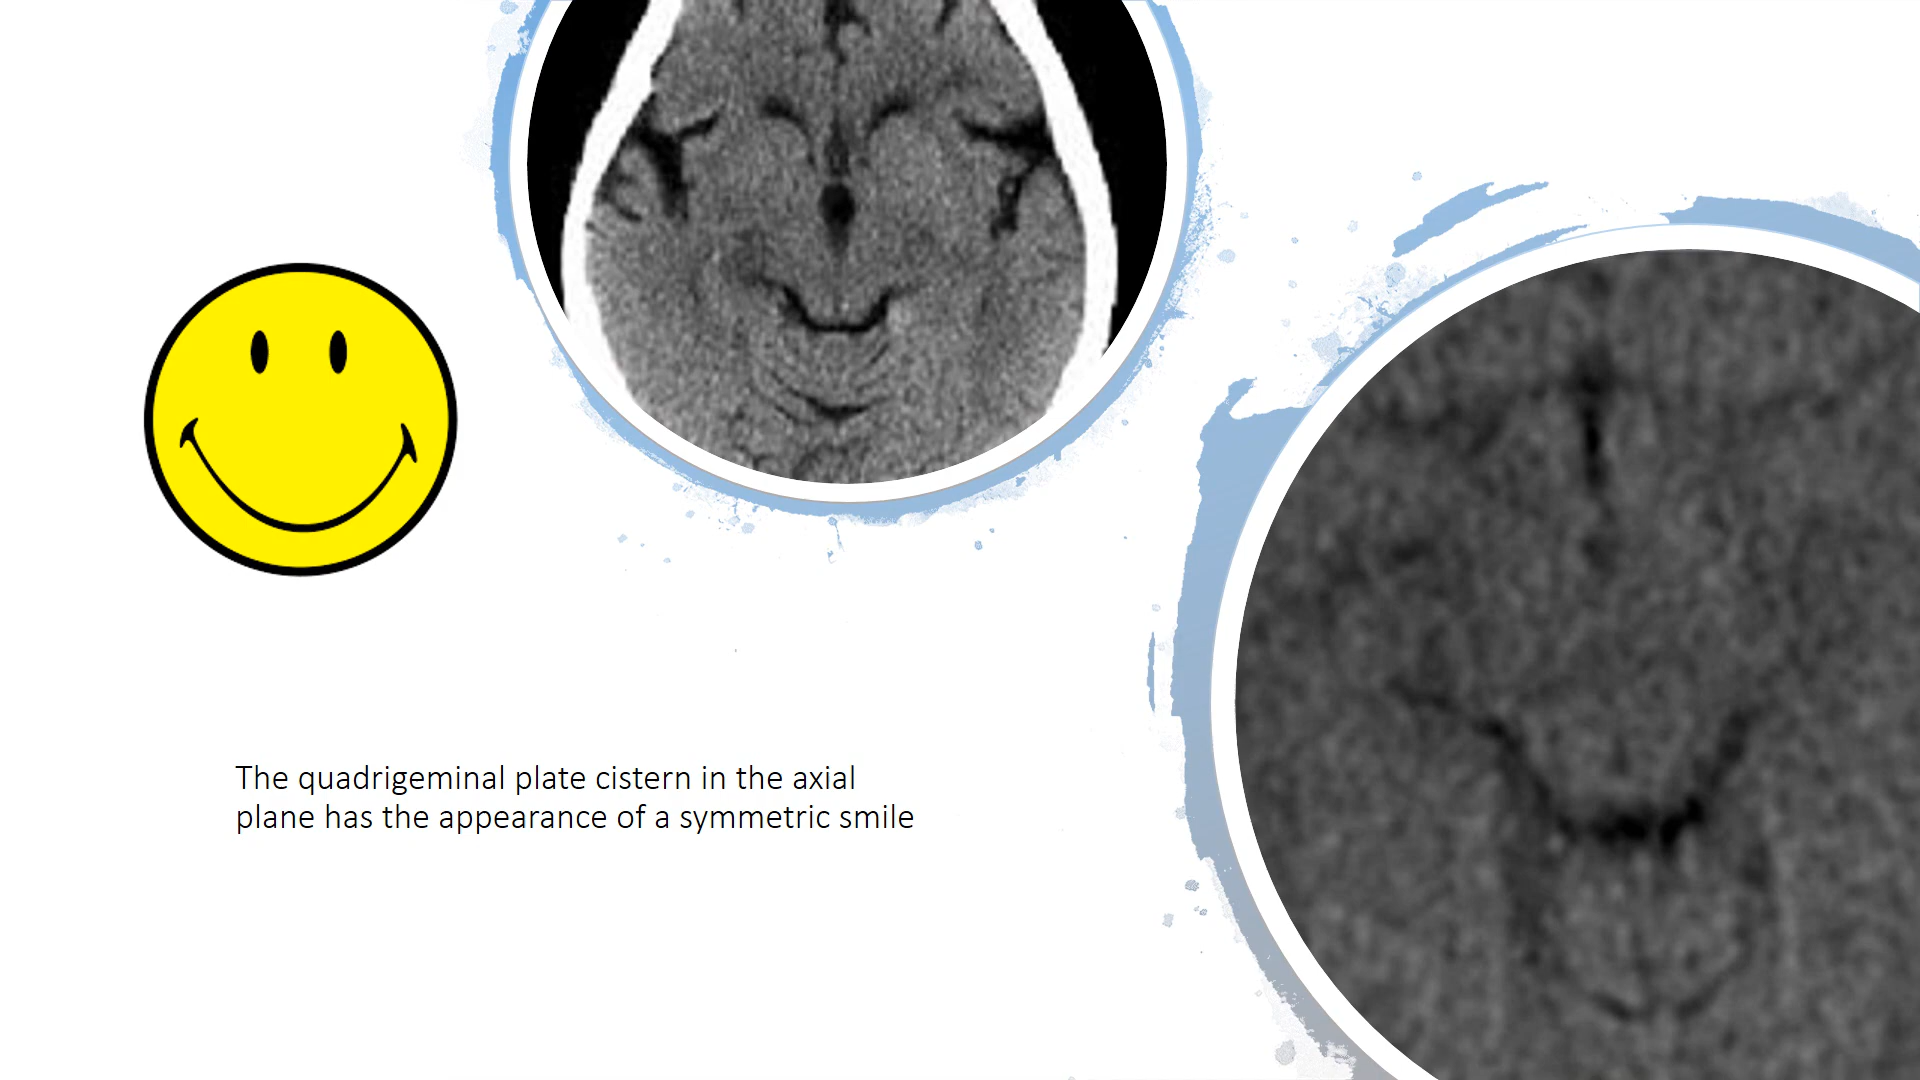 The quadrigeminal plate cistern in the axial
plane has the appearance of a symmetric smile